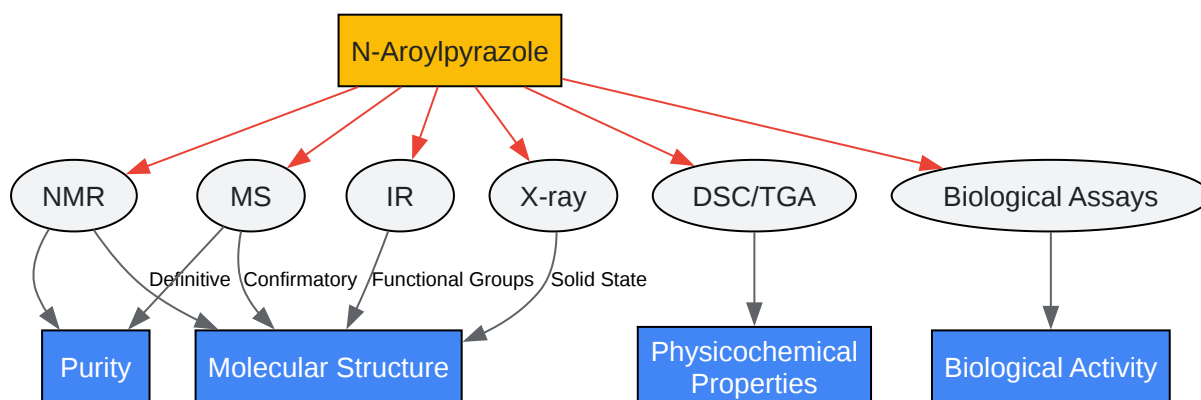 N-Aroylpyrazole
NMR
MS
IR
X-ray
DSC/TGA
Biological Assays
Definitive
Confirmatory
Functional Groups
Solid State
Purity
Molecular Structure
Physicochemical
Properties
Biological Activity